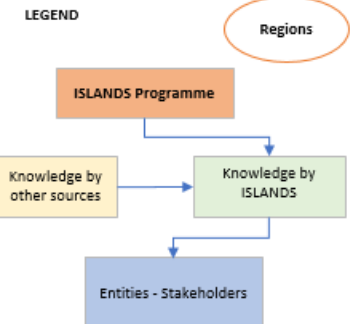 LEGEND
Regions
ISLANDS Programme
Knowledge by
other sources
Knowledge by
ISLANDS
Entities - Stakeholders